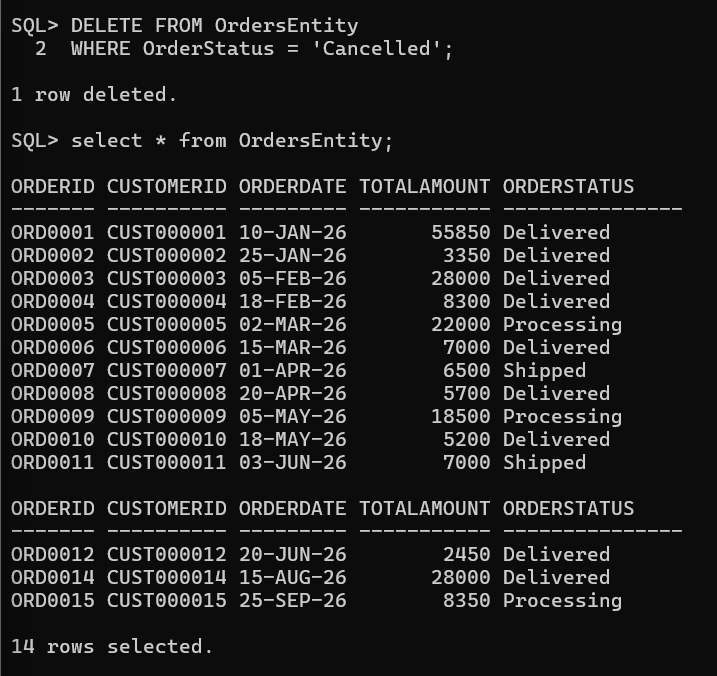 SQL> DELETE FROM OrdersEntity
  2  WHERE OrderStatus = 'Cancelled';

1 row deleted.

SQL> select * from OrdersEntity;

ORDERID CUSTOMERID ORDERDATE TOTALAMOUNT ORDERSTATUS
------- ---------- --------- ----------- ---------------
ORD0001 CUST000001 10-JAN-26       55850 Delivered
ORD0002 CUST000002 25-JAN-26        3350 Delivered
ORD0003 CUST000003 05-FEB-26       28000 Delivered
ORD0004 CUST000004 18-FEB-26        8300 Delivered
ORD0005 CUST000005 02-MAR-26       22000 Processing
ORD0006 CUST000006 15-MAR-26        7000 Delivered
ORD0007 CUST000007 01-APR-26        6500 Shipped
ORD0008 CUST000008 20-APR-26        5700 Delivered
ORD0009 CUST000009 05-MAY-26       18500 Processing
ORD0010 CUST000010 18-MAY-26        5200 Delivered
ORD0011 CUST000011 03-JUN-26        7000 Shipped

ORDERID CUSTOMERID ORDERDATE TOTALAMOUNT ORDERSTATUS
------- ---------- --------- ----------- ---------------
ORD0012 CUST000012 20-JUN-26        2450 Delivered
ORD0014 CUST000014 15-AUG-26       28000 Delivered
ORD0015 CUST000015 25-SEP-26        8350 Processing

14 rows selected.